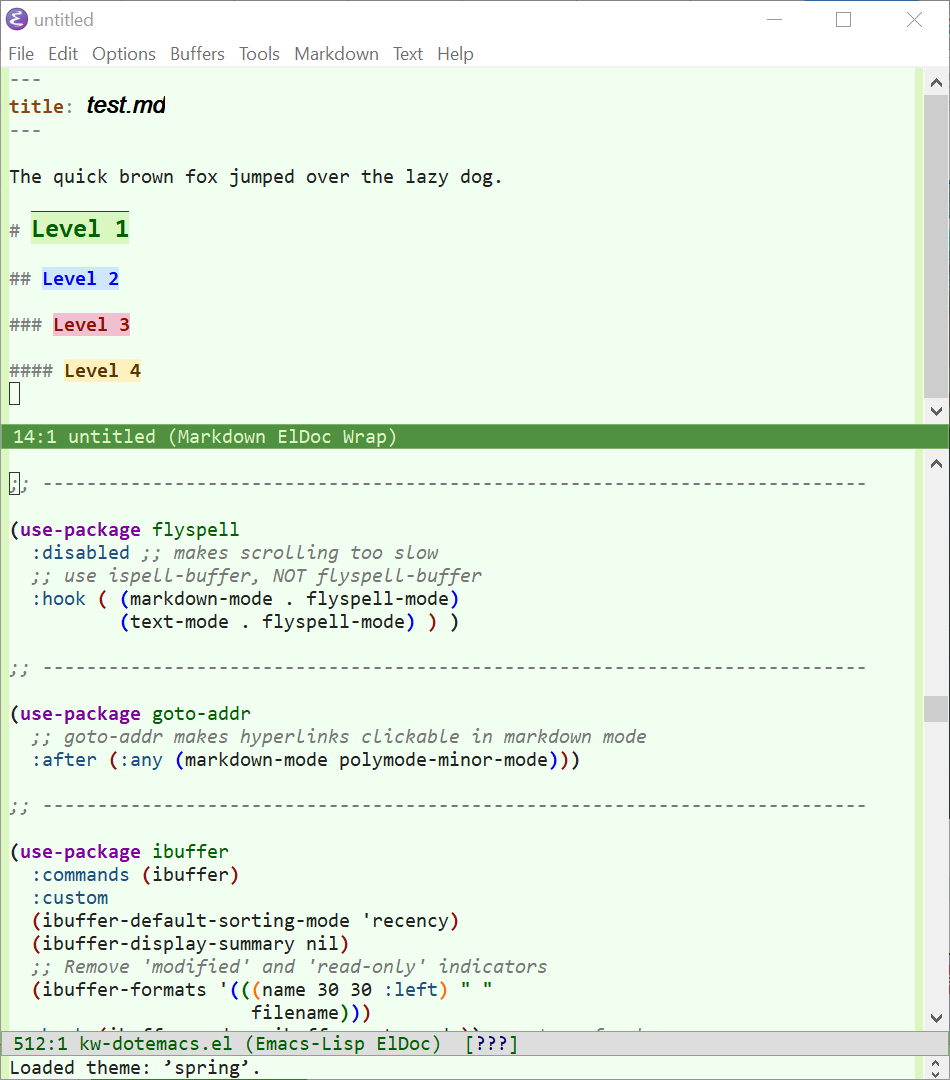 untitled
File Edit Options Buffers Tools Markdown Text Help
---
title: test.md
---
The quick brown fox jumped over the lazy dog.
# Level 1
## Level 2
### Level 3
#### Level 4
14:1 untitled (Markdown ElDoc Wrap)
;; ---------------------------------------------------------------------------
(use-package flyspell
  :disabled ;; makes scrolling too slow
  ;; use ispell-buffer, NOT flyspell-buffer
  :hook ( (markdown-mode . flyspell-mode)
          (text-mode . flyspell-mode) ) )
;; ---------------------------------------------------------------------------
(use-package goto-addr
  ;; goto-addr makes hyperlinks clickable in markdown mode
  :after (:any (markdown-mode polymode-minor-mode)))
;; ---------------------------------------------------------------------------
(use-package ibuffer
  :commands (ibuffer)
  :custom
  (ibuffer-default-sorting-mode 'recency)
  (ibuffer-display-summary nil)
  ;; Remove 'modified' and 'read-only' indicators
  (ibuffer-formats '(((name 30 30 :left) " "
                      filename)))
512:1 kw-dotemacs.el (Emacs-Lisp ElDoc) [???]
Loaded theme: ’spring’.